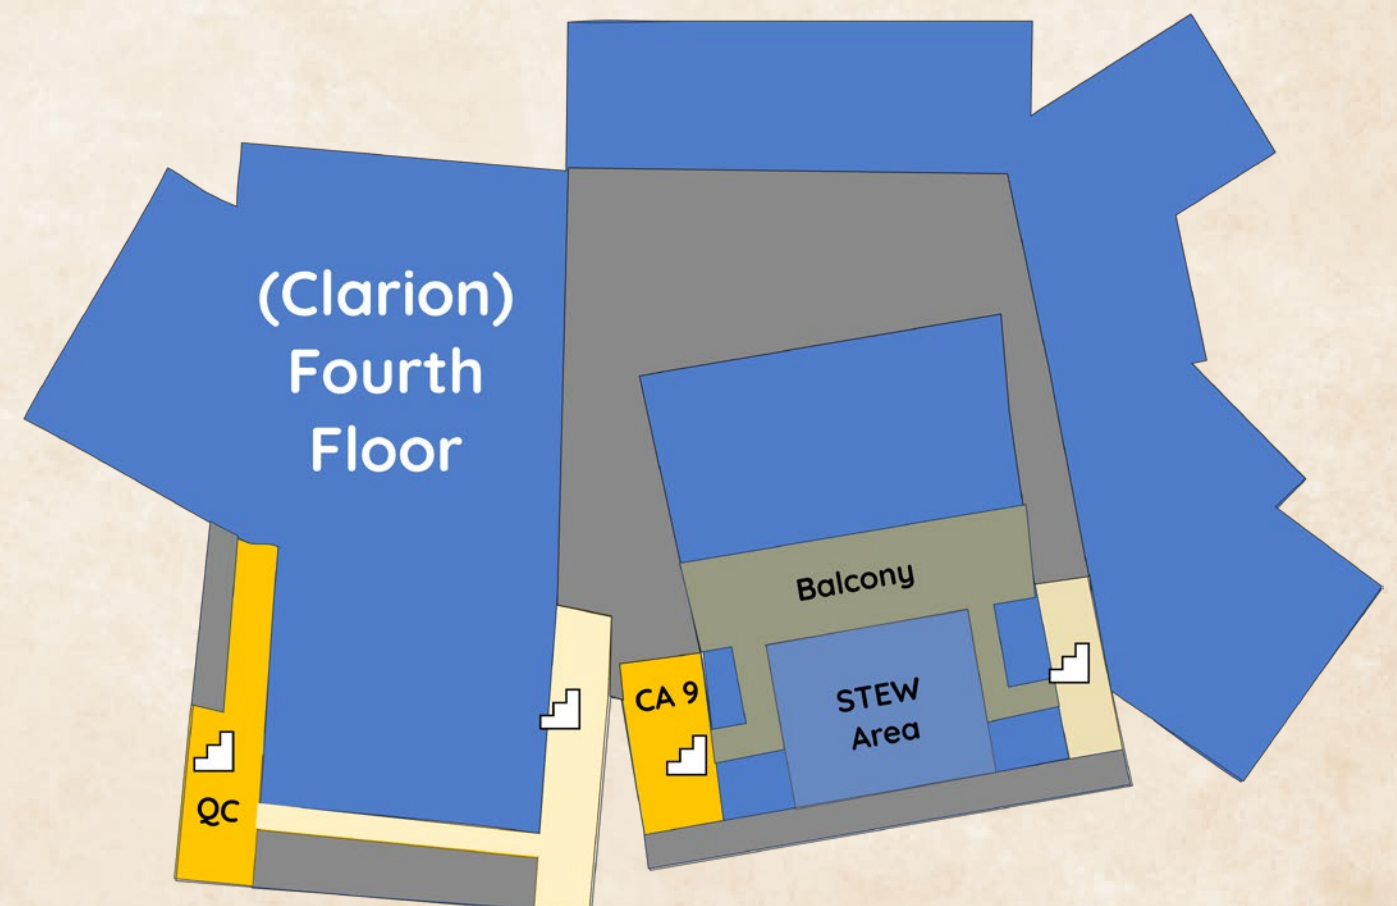 (Clarion)
Fourth
Floor
Balcony
CA 9
STEW
Area
QC